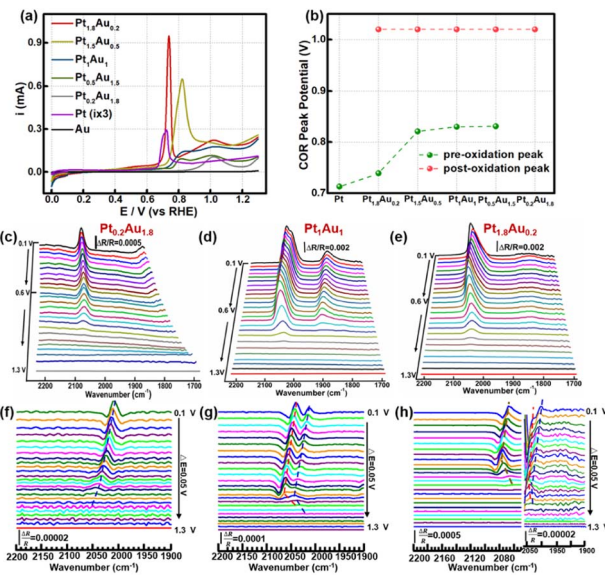 (a)
Pt1.8Au0.2
Pt1.5Au0.5
Pt1Au1
Pt0.5Au1.5
Pt0.2Au1.8
Pt (ix3)
Au
i (mA)
0.9
0.6
0.3
0.0
0.0 0.2 0.4 0.6 0.8 1.0 1.2
E / V (vs RHE)
(b)
COR Peak Potential (V)
1.0
0.9
0.8
0.7
pre-oxidation peak
post-oxidation peak
Pt Pt1.8Au0.2 Pt1.5Au0.5 Pt1Au1 Pt0.5Au1.5 Pt0.2Au1.8
(c)
Pt0.2Au1.8
ΔR/R=0.0005
0.1 V
0.6 V
1.3 V
2200 2100 2000 1900 1800 1700
Wavenumber (cm-1)
(d)
Pt1Au1
ΔR/R=0.002
0.1 V
0.6 V
1.3V
2200 2100 2000 1900 1800 1700
Wavenumber (cm-1)
(e)
Pt1.8Au0.2
ΔR/R=0.002
0.1 V
0.6 V
1.3V
2200 2100 2000 1900 1800 1700
Wavenumber (cm-1)
(f)
0.1 V
△E=0.05 V
1.3 V
ΔR/R=0.00002
2200 2150 2100 2050 2000 1950 1900
Wavenumber (cm-1)
(g)
0.1 V
△E=0.05 V
1.3 V
ΔR/R=0.0001
2200 2150 2100 2050 2000 1950 1900
Wavenumber (cm-1)
(h)
0.1 V
△E=0.05 V
1.3 V
ΔR/R=0.0005
ΔR/R=0.00002
2200 2160 2120 2080
2050 2000 1950 1900
Wavenumber (cm-1)